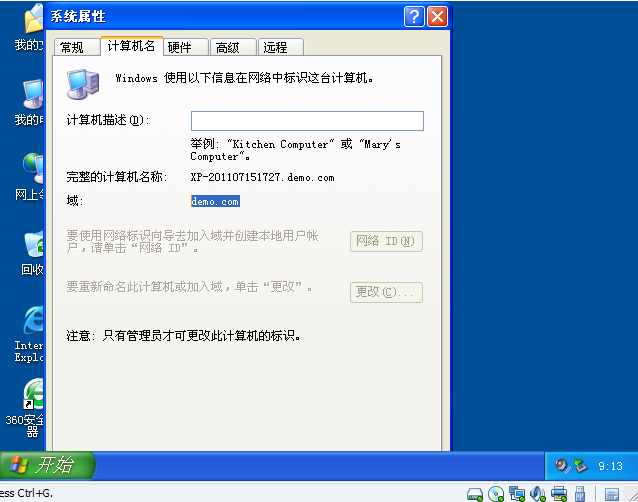 系统属性
我的文
常规 计算机名 硬件 高级 远程
Windows 使用以下信息在网络中标识这台计算机。
我的电
计算机描述(D):
举例: "Kitchen Computer" 或 "Mary's
Computer"。
完整的计算机名称: XP-201107151727.demo.com
网上
域: demo.com
要使用网络标识向导去加入域并创建本地用户帐
户，请单击“网络 ID”。
网络 ID(N)
回收
要重新命名此计算机或加入域，单击“更改”。
更改(C)...
注意: 只有管理员才可更改此计算机的标识。
Inter
Explo
360安全
器
开始
9:13
ess Ctrl+G.